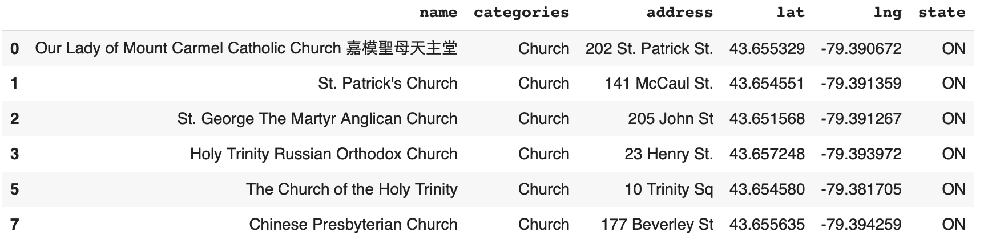 name categories address lat lng state
0 Our Lady of Mount Carmel Catholic Church 嘉模聖母天主堂 Church 202 St. Patrick St. 43.655329 -79.390672 ON
1 St. Patrick's Church Church 141 McCaul St. 43.654551 -79.391359 ON
2 St. George The Martyr Anglican Church Church 205 John St 43.651568 -79.391267 ON
3 Holy Trinity Russian Orthodox Church Church 23 Henry St. 43.657248 -79.393972 ON
5 The Church of the Holy Trinity Church 10 Trinity Sq 43.654580 -79.381705 ON
7 Chinese Presbyterian Church Church 177 Beverley St 43.655635 -79.394259 ON